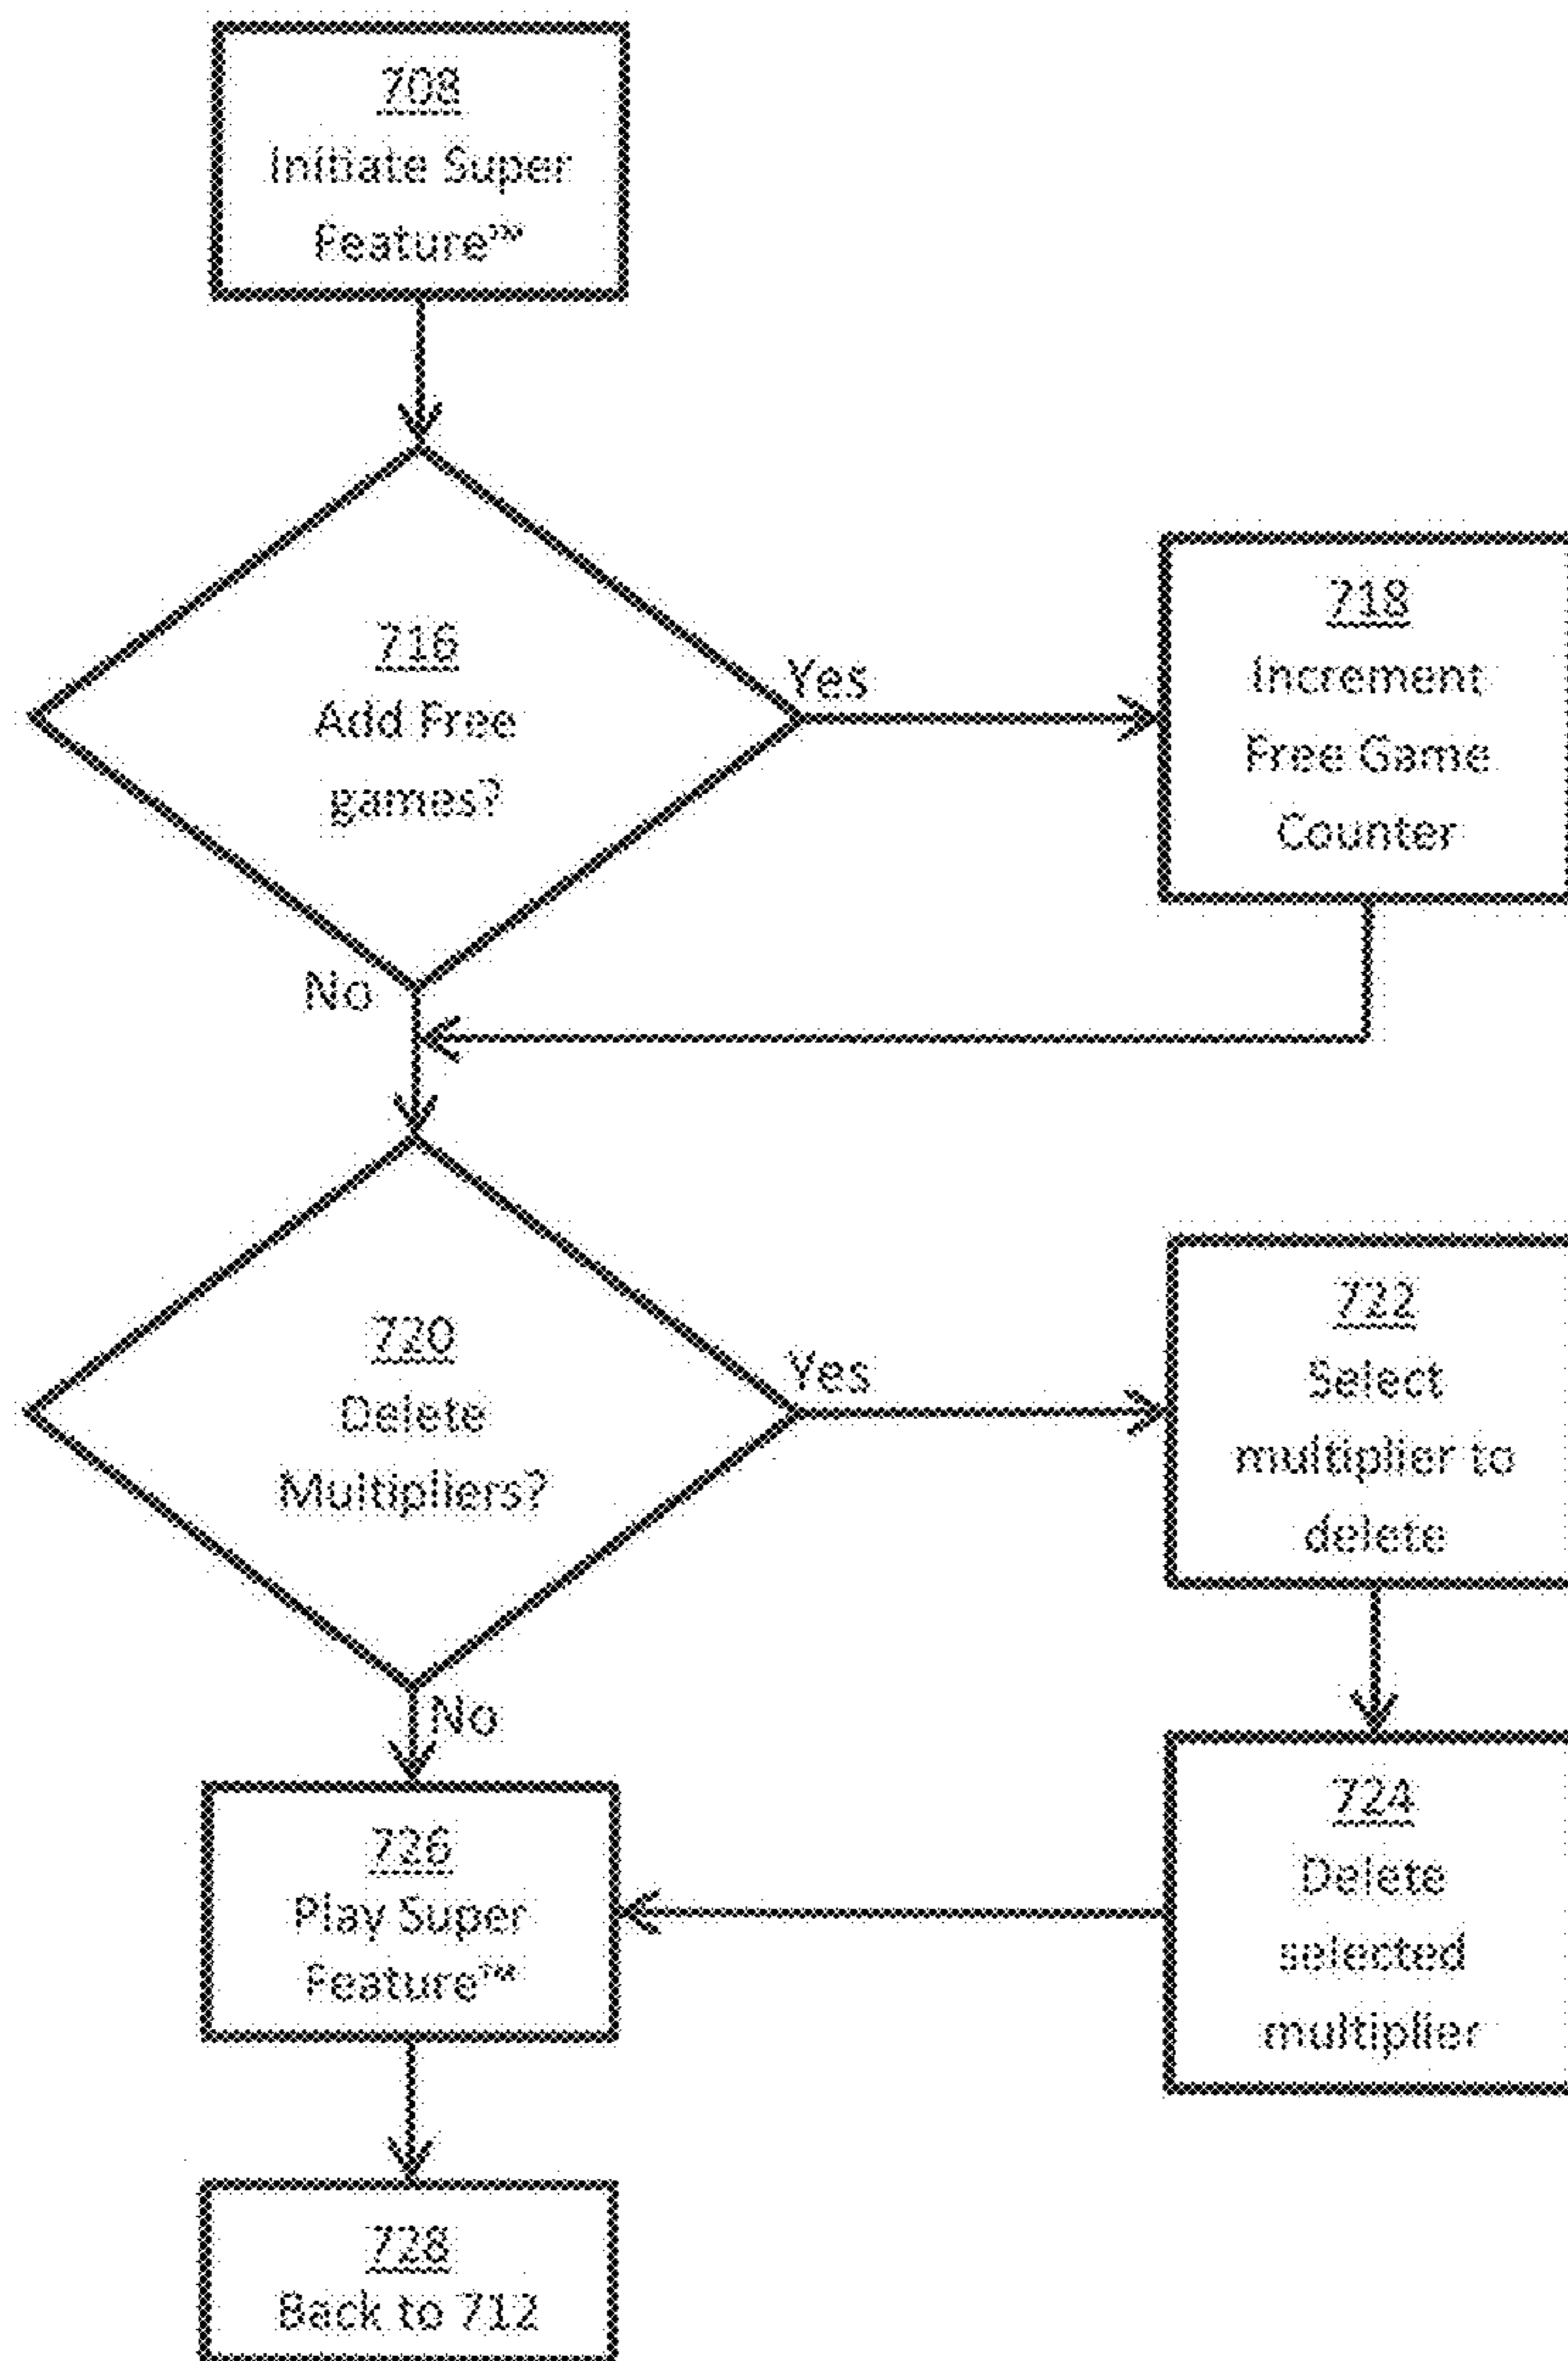 708
Initiate Super
Feature™
716
Add Free
games?
Yes
718
Increment
Free Game
Counter
No
720
Delete
Multipliers?
Yes
722
Select
multiplier to
delete
No
726
Play Super
Feature™
724
Delete
selected
multiplier
728
Back to 712